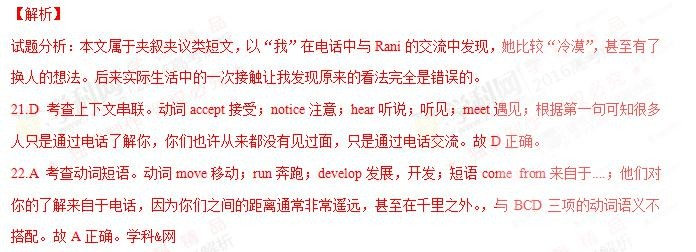 【解析】
试题分析：本文属于夹叙夹议类短文，以“我”在电话中与 Rani 的交流中发现，她比较“冷漠”，甚至有了
换人的想法。后来实际生活中的一次接触让我发现原来的看法完全是错误的。
21.D 考查上下文串联。动词 accept 接受；notice 注意；hear 听说；听见；meet 遇见；根据第一句可知很多
人只是通过电话了解你，你们也许从来都没有见过面，只是通过电话交流。故 D 正确。
22.A 考查动词短语。动词 move 移动；run 奔跑；develop 发展，开发；短语 come from 来自于....；他们对
你的了解来自于电话，因为你们之间的距离通常非常遥远，甚至在千里之外。，与 BCD 三项的动词语义不
搭配。故 A 正确。学科&网